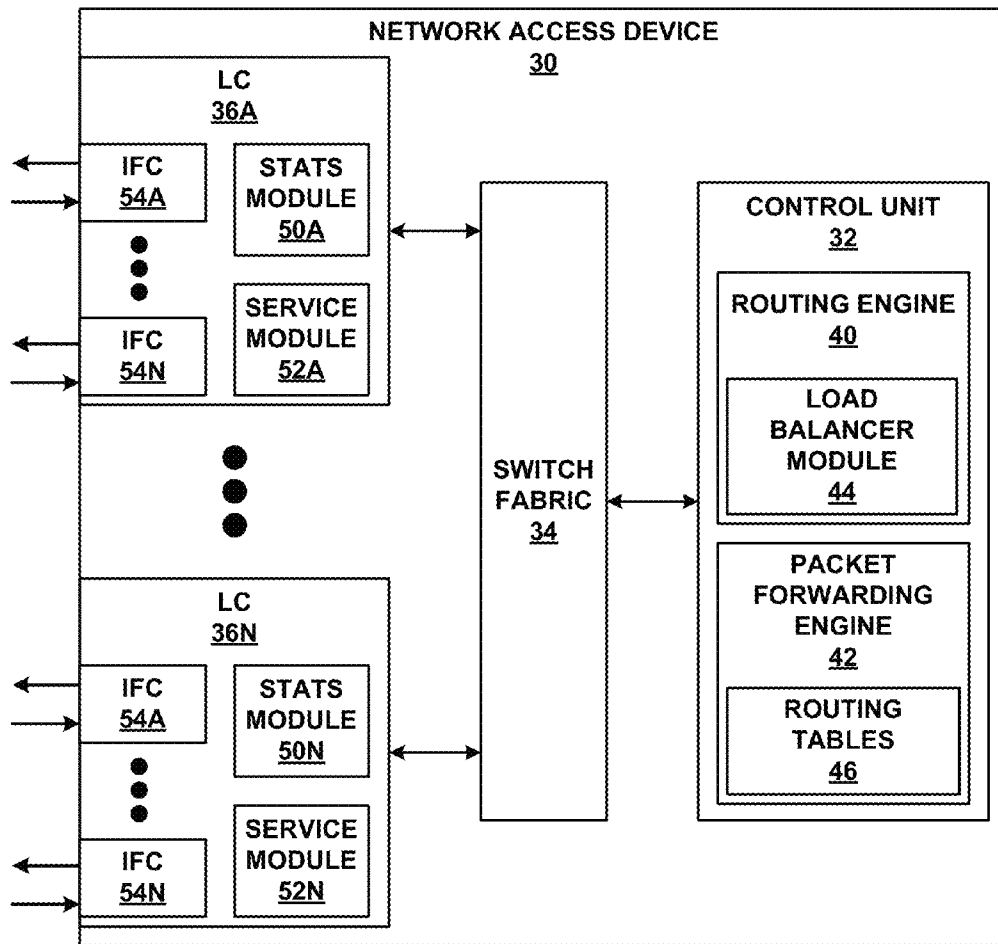 NETWORK ACCESS DEVICE
30
LC
36A
IFC
54A
STATS
MODULE
50A
IFC
54N
SERVICE
MODULE
52A
LC
36N
IFC
54A
STATS
MODULE
50N
IFC
54N
SERVICE
MODULE
52N
SWITCH
FABRIC
34
CONTROL UNIT
32
ROUTING ENGINE
40
LOAD
BALANCER
MODULE
44
PACKET
FORWARDING
ENGINE
42
ROUTING
TABLES
46